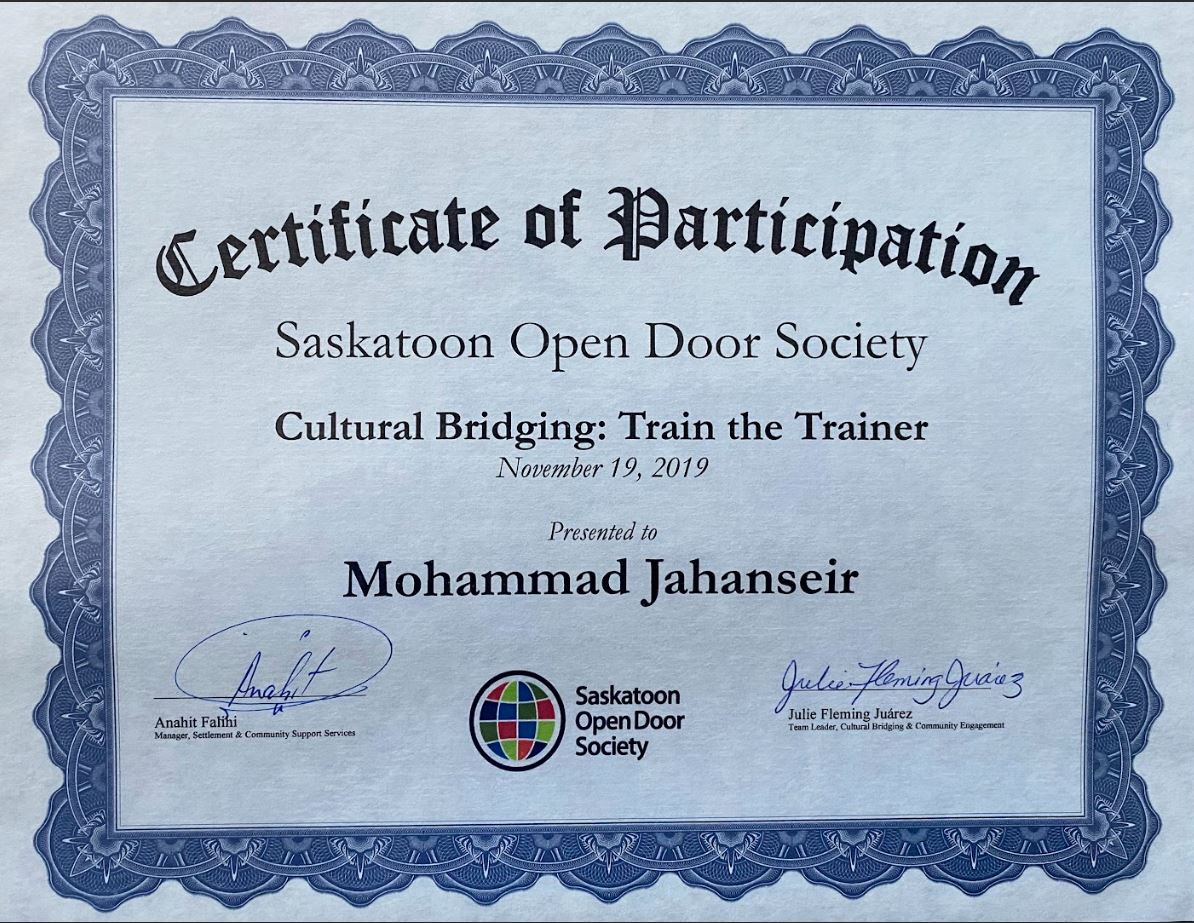 Certificate of Participation
Saskatoon Open Door Society
Cultural Bridging: Train the Trainer
November 19, 2019
Presented to
Mohammad Jahanseir
Anahit
Anahit Falihi
Manager, Settlement & Community Support Services
Saskatoon
Open Door
Society
Julie Fleming Juárez
Julie Fleming Juárez
Team Leader, Cultural Bridging & Community Engagement